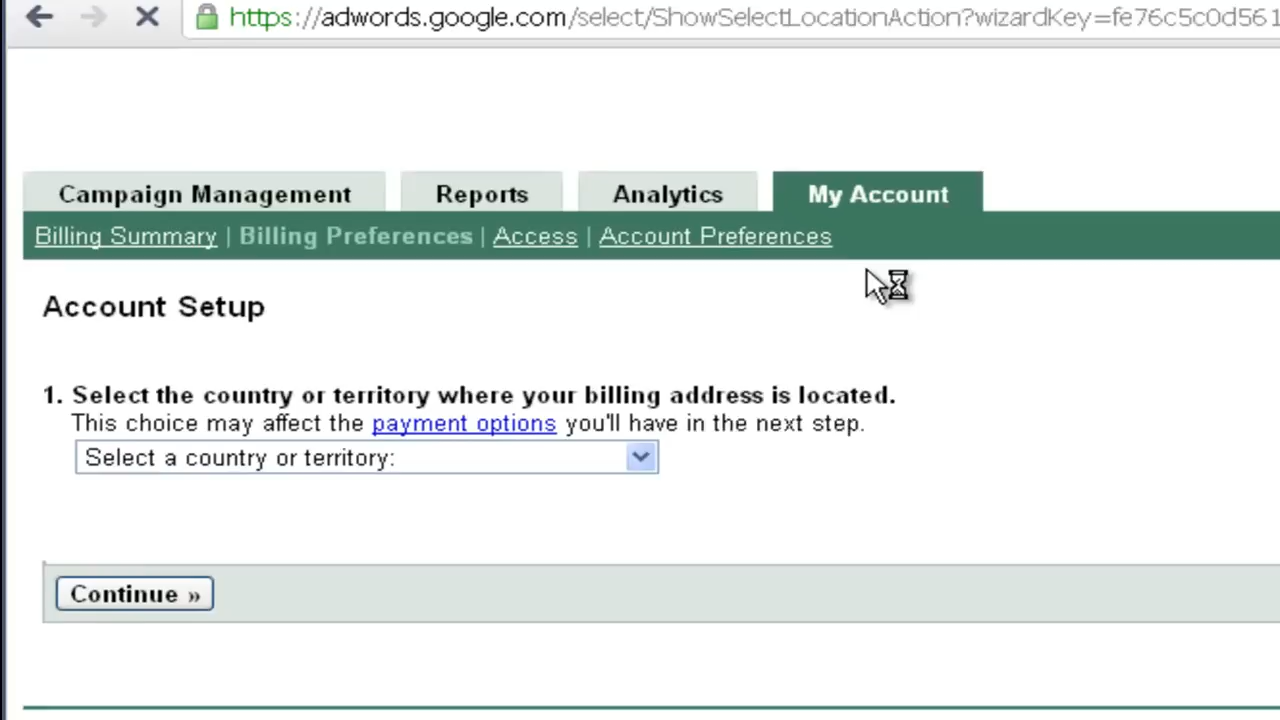 https://adwords.google.com/select/ShowSelectLocationAction?wizardKey=fe76c5c0d561
Campaign Management Reports Analytics My Account
Billing Summary | Billing Preferences | Access | Account Preferences
Account Setup
1. Select the country or territory where your billing address is located.
This choice may affect the payment options you'll have in the next step.
Select a country or territory:
Continue »